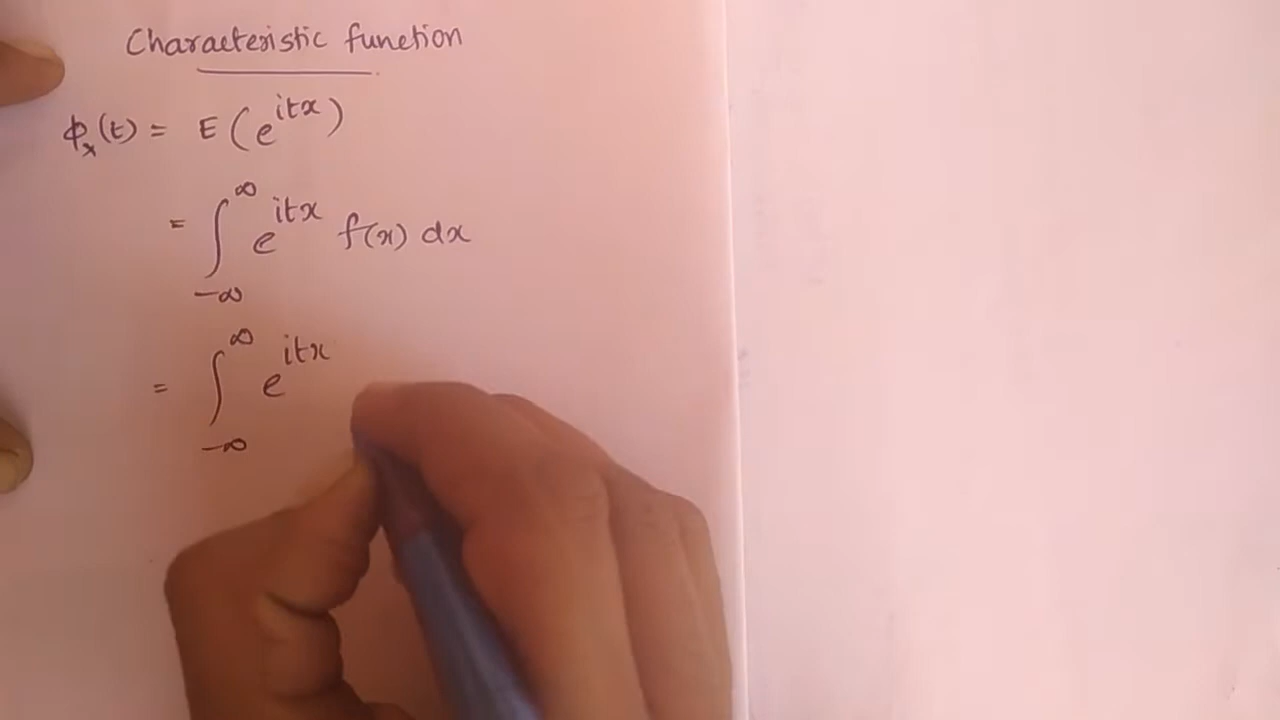 Characteristic function
ϕₓ(t) = E(e^{itx})
= ∫_{-∞}^{∞} e^{itx} f(x) dx
= ∫_{-∞}^{∞} e^{itx}